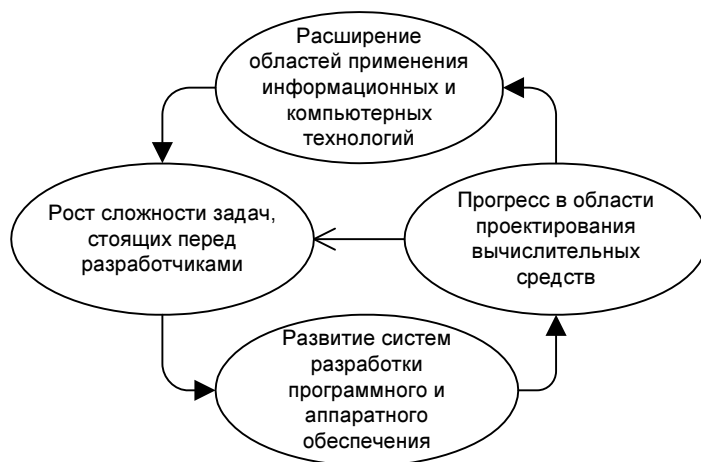 Расширение
областей применения
информационных и
компьютерных
технологий
Рост сложности задач,
стоящих перед
разработчиками
Прогресс в области
проектирования
вычислительных
средств
Развитие систем
разработки
программного и
аппаратного
обеспечения